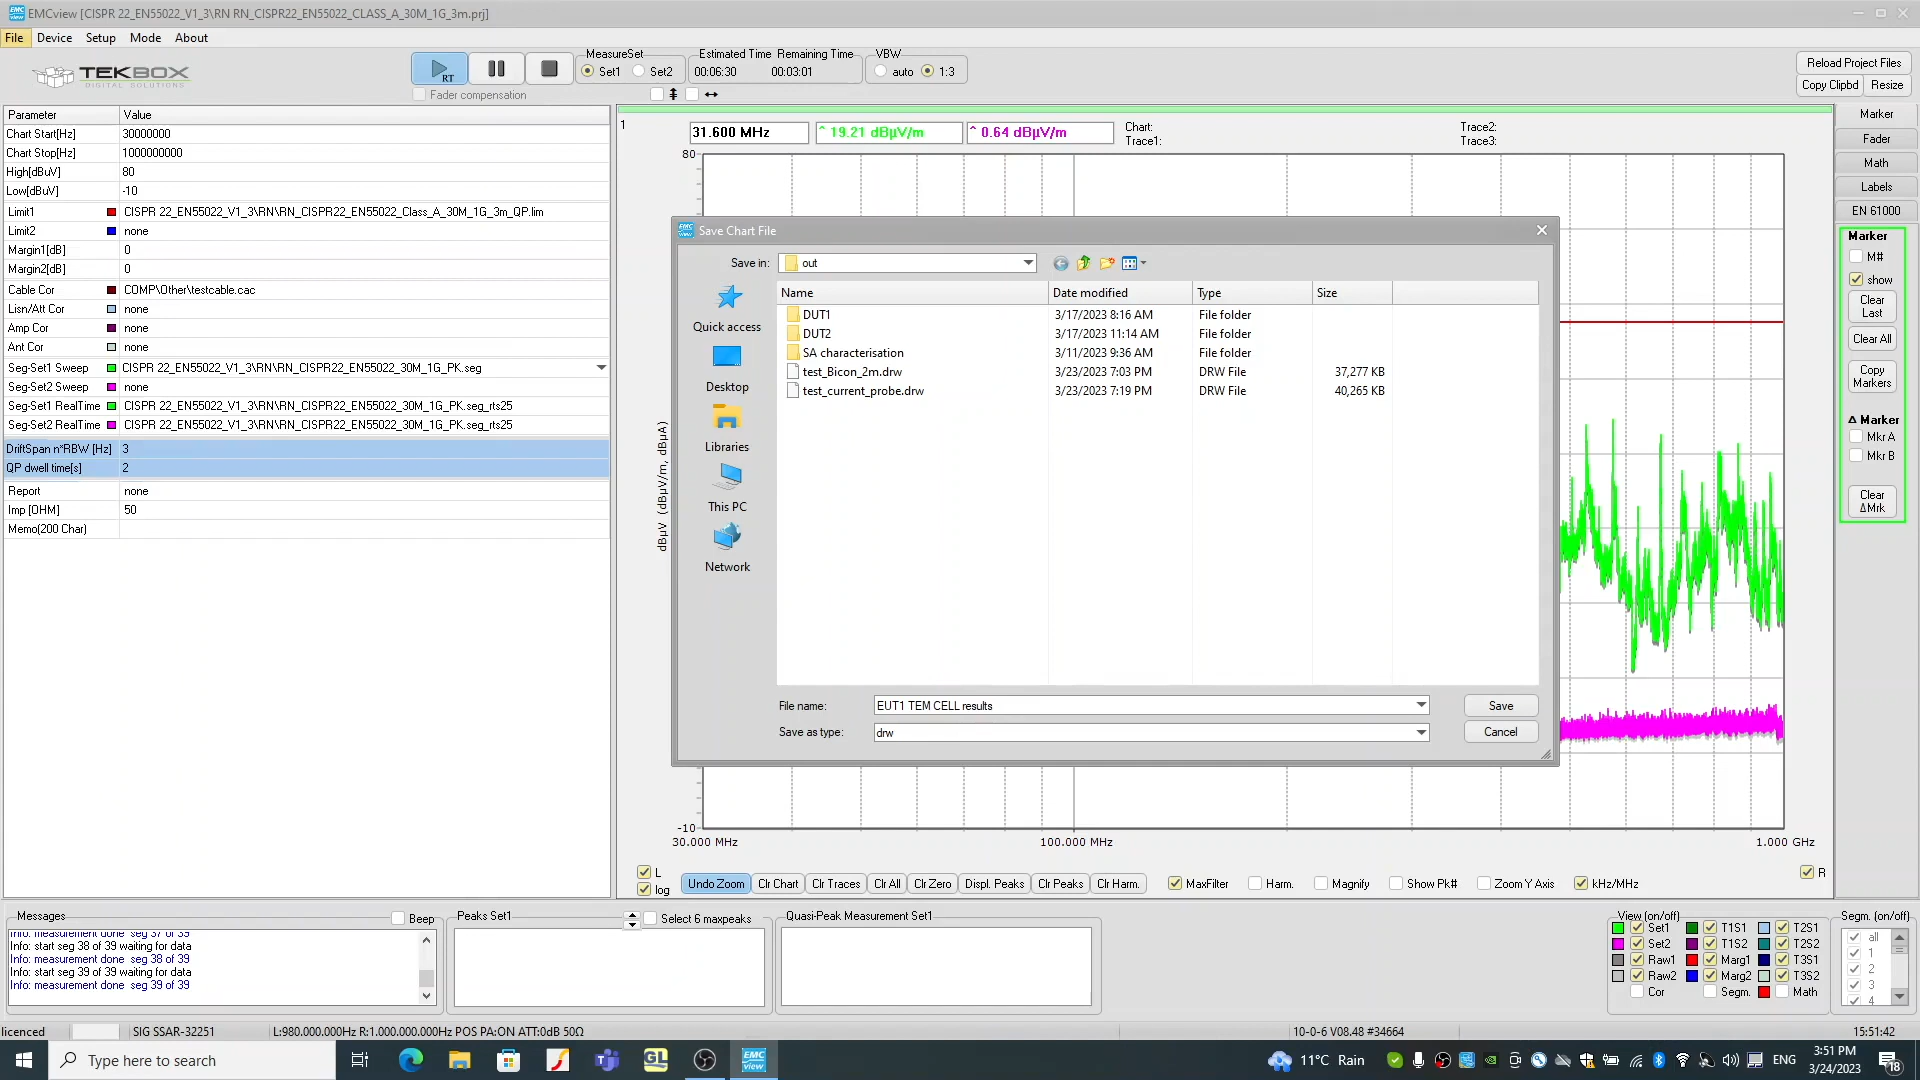 EMCview [CISPR 22_EN55022_V1_3\RN RN_CISPR22_EN55022_CLASS_A_30M_1G_3m.prj]
File Device Setup Mode About
TEKBOX
DIGITAL SOLUTIONS
RT
Fader compensation
MeasureSet
Set1 Set2
Estimated Time Remaining Time
00:06:30 00:03:01
VBW
auto 1:3
Reload Project Files
Copy Clipbd Resize
Parameter Value
Chart Start[Hz] 30000000
Chart Stop[Hz] 1000000000
High[dBuV] 80
Low[dBuV] -10
Limit1 CISPR 22_EN55022_V1_3\RN\RN_CISPR22_EN55022_Class_A_30M_1G_3m_QP.lim
Limit2 none
Margin1[dB] 0
Margin2[dB] 0
Cable Cor COMP\Other\testcable.cac
Lisn/Att Cor none
Amp Cor none
Ant Cor none
Seg-Set1 Sweep CISPR 22_EN55022_V1_3\RN\RN_CISPR22_EN55022_30M_1G_PK.seg
Seg-Set2 Sweep none
Seg-Set1 RealTime CISPR 22_EN55022_V1_3\RN\RN_CISPR22_EN55022_30M_1G_PK.seg_rts25
Seg-Set2 RealTime CISPR 22_EN55022_V1_3\RN\RN_CISPR22_EN55022_30M_1G_PK.seg_rts25
DriftSpan n*RBW [Hz] 3
QP dwell time[s] 2
Report none
Imp [OHM] 50
Memo(200 Char)
1
31.600 MHz ^ 19.21 dBµV/m ^ 0.64 dBµV/m
Chart: Trace2:
Trace1: Trace3:
80
dBµV (dBµV/m, dBµA)
-10
30.000 MHz 100.000 MHz 1.000 GHz
Save Chart File
Save in: out
Name Date modified Type Size
DUT1 3/17/2023 8:16 AM File folder
DUT2 3/17/2023 11:14 AM File folder
SA characterisation 3/11/2023 9:36 AM File folder
test_Bicon_2m.drw 3/23/2023 7:03 PM DRW File 37,277 KB
test_current_probe.drw 3/23/2023 7:19 PM DRW File 40,265 KB
Quick access
Desktop
Libraries
This PC
Network
File name: EUT1 TEM CELL results Save
Save as type: drw Cancel
Marker
Fader
Math
Labels
EN 61000
Marker
M#
show
Clear
Last
Clear All
Copy
Markers
Δ Marker
Mkr A
Mkr B
Clear
ΔMrk
L
log
Undo Zoom Clr Chart Clr Traces Clr All Clr Zero Displ. Peaks Clr Peaks Clr Harm. MaxFilter Harm. Magnify Show Pk# Zoom Y Axis kHz/MHz
R
Messages Beep
Info: measurement done seg 37 of 39
Info: start seg 38 of 39 waiting for data
Info: measurement done seg 38 of 39
Info: start seg 39 of 39 waiting for data
Info: measurement done seg 39 of 39
Peaks Set1 Select 6 maxpeaks
Quasi-Peak Measurement Set1
View (on/off)
Set1 T1S1 T2S1
Set2 T1S2 T2S2
Raw1 Marg1 T3S1
Raw2 Marg2 T3S2
Cor Segm. Math
Segm. (on/off)
all
1
2
3
4
licenced SIG SSAR-32251 L:980.000.000Hz R:1.000.000.000Hz POS PA:ON ATT:0dB 50Ω 10-0-6 V08.48 #34664 15:51:42
Type here to search
GL
EMC
view
11°C Rain
ENG
3:51 PM
3/24/2023
18